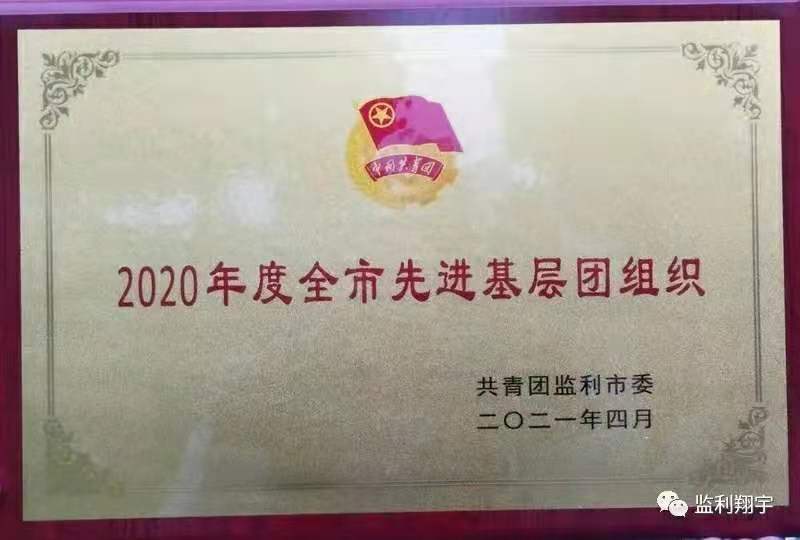 中国共青团
2020年度全市先进基层团组织
共青团监利市委
二〇二一年四月
监利翔宇